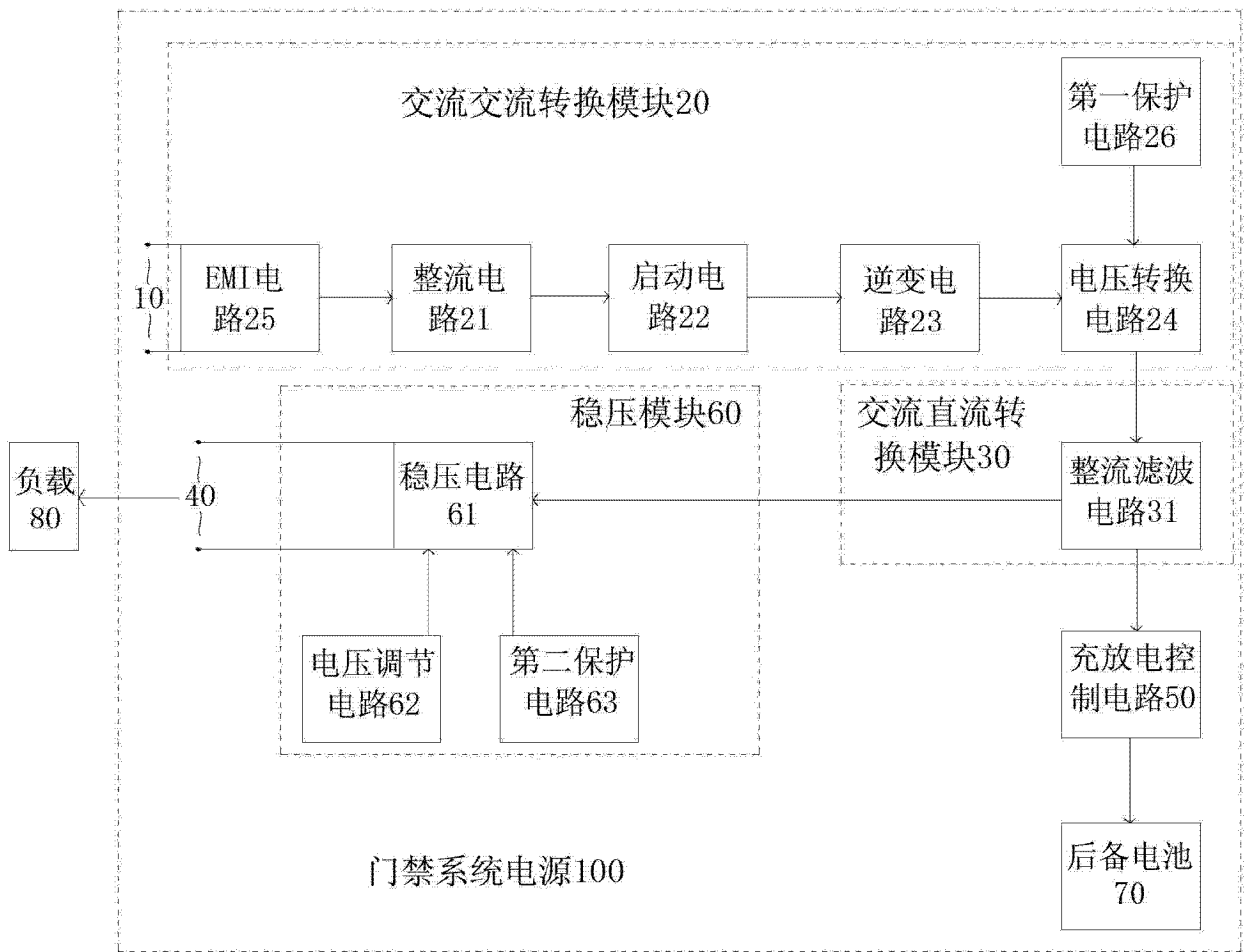 交流交流转换模块20
第一保护
电路26
10
EMI电
路25
整流电
路21
启动电
路22
逆变电
路23
电压转换
电路24
稳压模块60
交流直流转
换模块30
负载
80
40
稳压电路
61
整流滤波
电路31
电压调节
电路62
第二保护
电路63
充放电控
制电路50
门禁系统电源100
后备电池
70